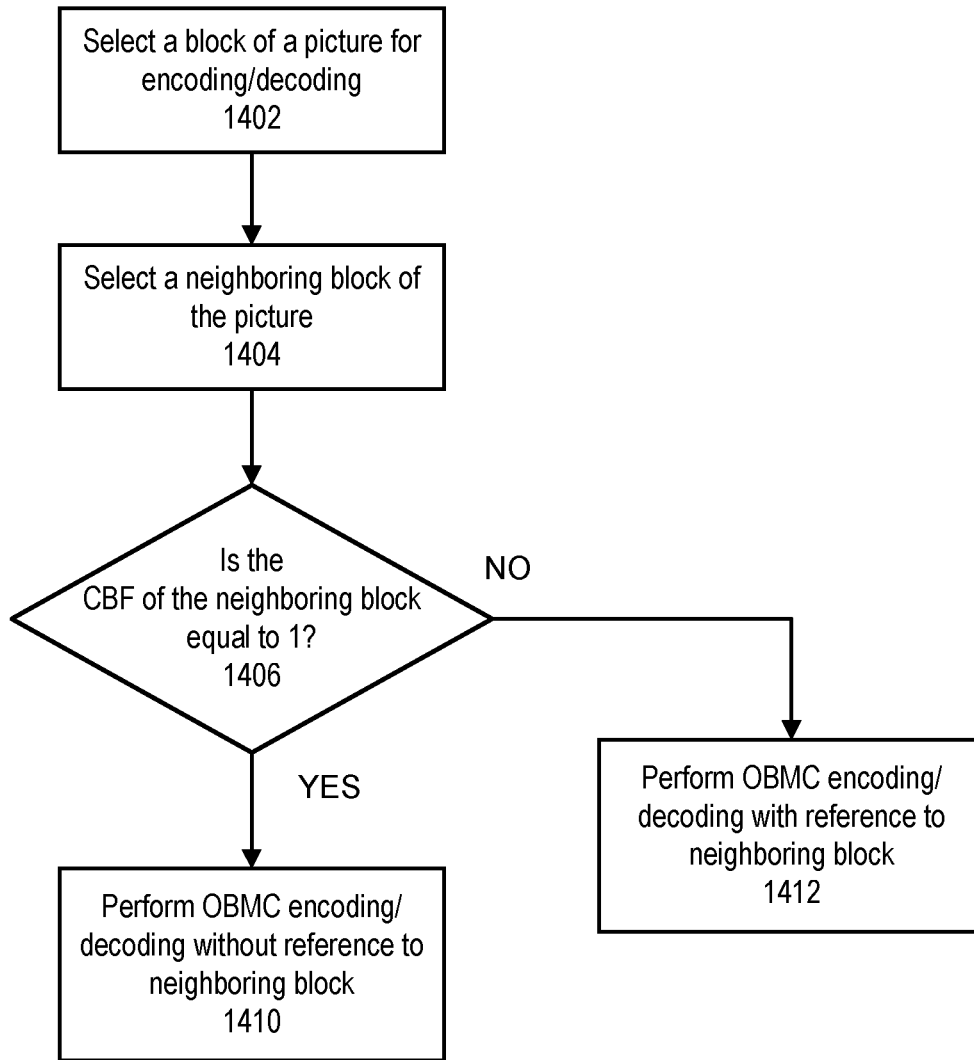 Select a block of a picture for
encoding/decoding
1402
Select a neighboring block of
the picture
1404
Is the
CBF of the neighboring block
equal to 1?
1406
NO
YES
Perform OBMC encoding/
decoding with reference to
neighboring block
1412
Perform OBMC encoding/
decoding without reference to
neighboring block
1410